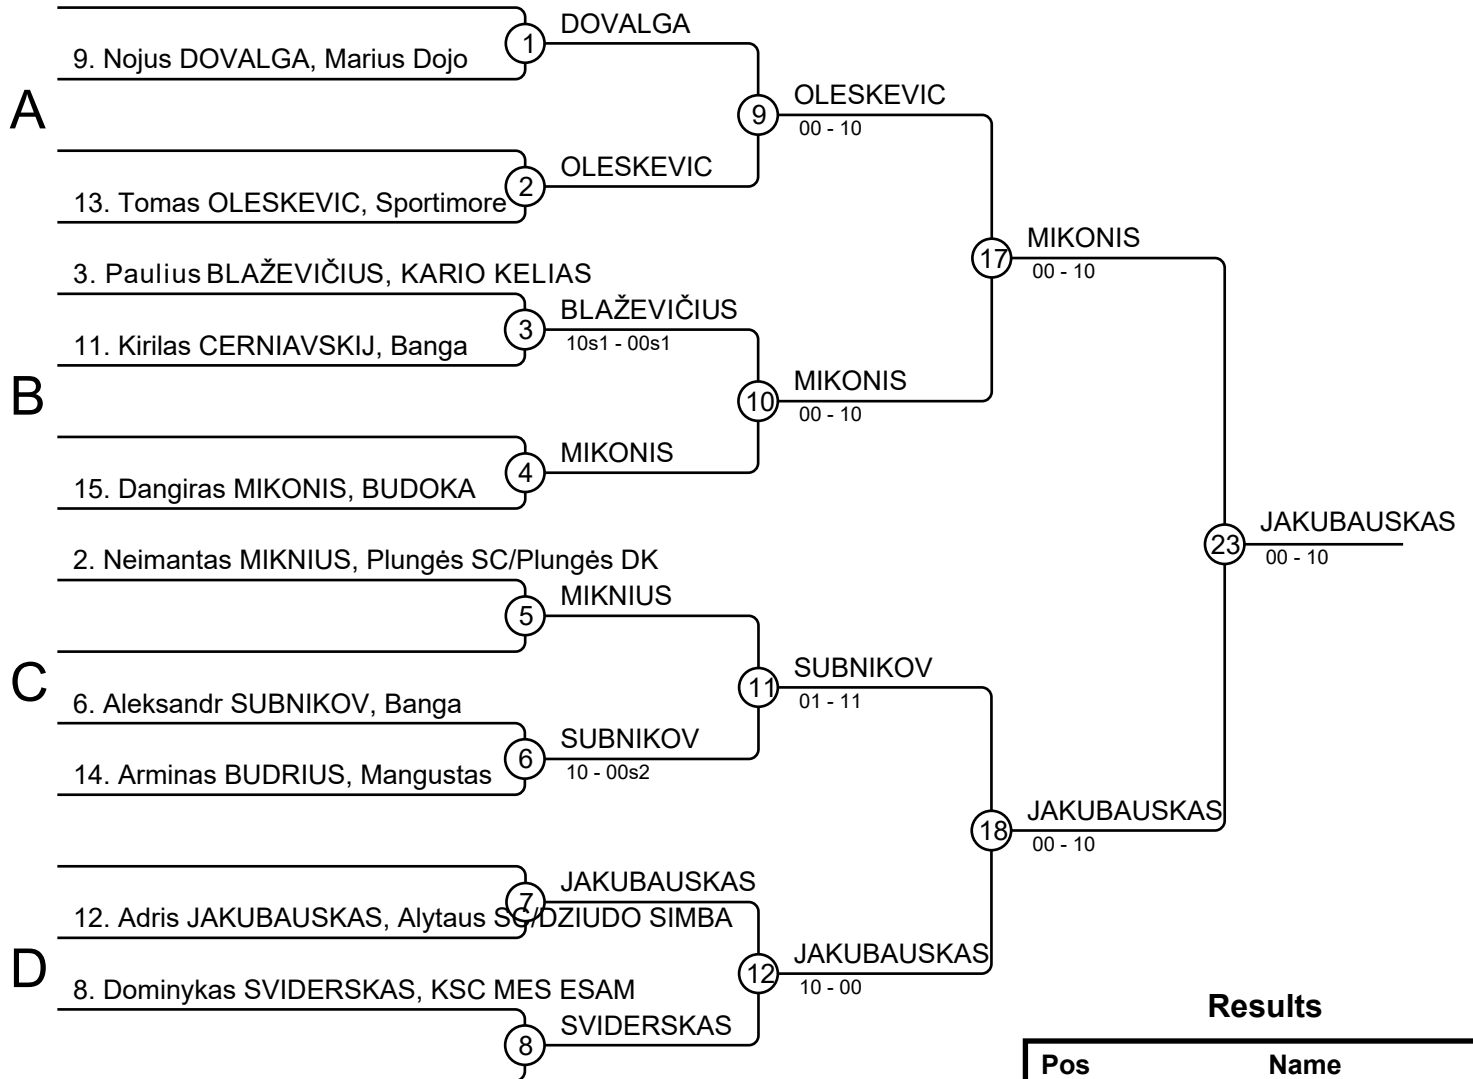 DOVALGA
1
9. Nojus DOVALGA, Marius Dojo
A
OLESKEVIC
9
00 - 10
OLESKEVIC
2
13. Tomas OLESKEVIC, Sportimore
MIKONIS
17
00 - 10
3. Paulius BLAŽEVIČIUS, KARIO KELIAS
BLAŽEVIČIUS
3
10s1 - 00s1
11. Kirilas CERNIAVSKIJ, Banga
B
MIKONIS
10
00 - 10
MIKONIS
4
15. Dangiras MIKONIS, BUDOKA
JAKUBAUSKAS
23
00 - 10
2. Neimantas MIKNIUS, Plungės SC/Plungės DK
MIKNIUS
5
C
SUBNIKOV
11
01 - 11
6. Aleksandr SUBNIKOV, Banga
SUBNIKOV
6
10 - 00s2
14. Arminas BUDRIUS, Mangustas
JAKUBAUSKAS
18
00 - 10
JAKUBAUSKAS
7
12. Adris JAKUBAUSKAS, Alytaus SC/DZIUDO SIMBA
D
JAKUBAUSKAS
12
10 - 00
8. Dominykas SVIDERSKAS, KSC MES ESAM
SVIDERSKAS
8
Results
Pos Name